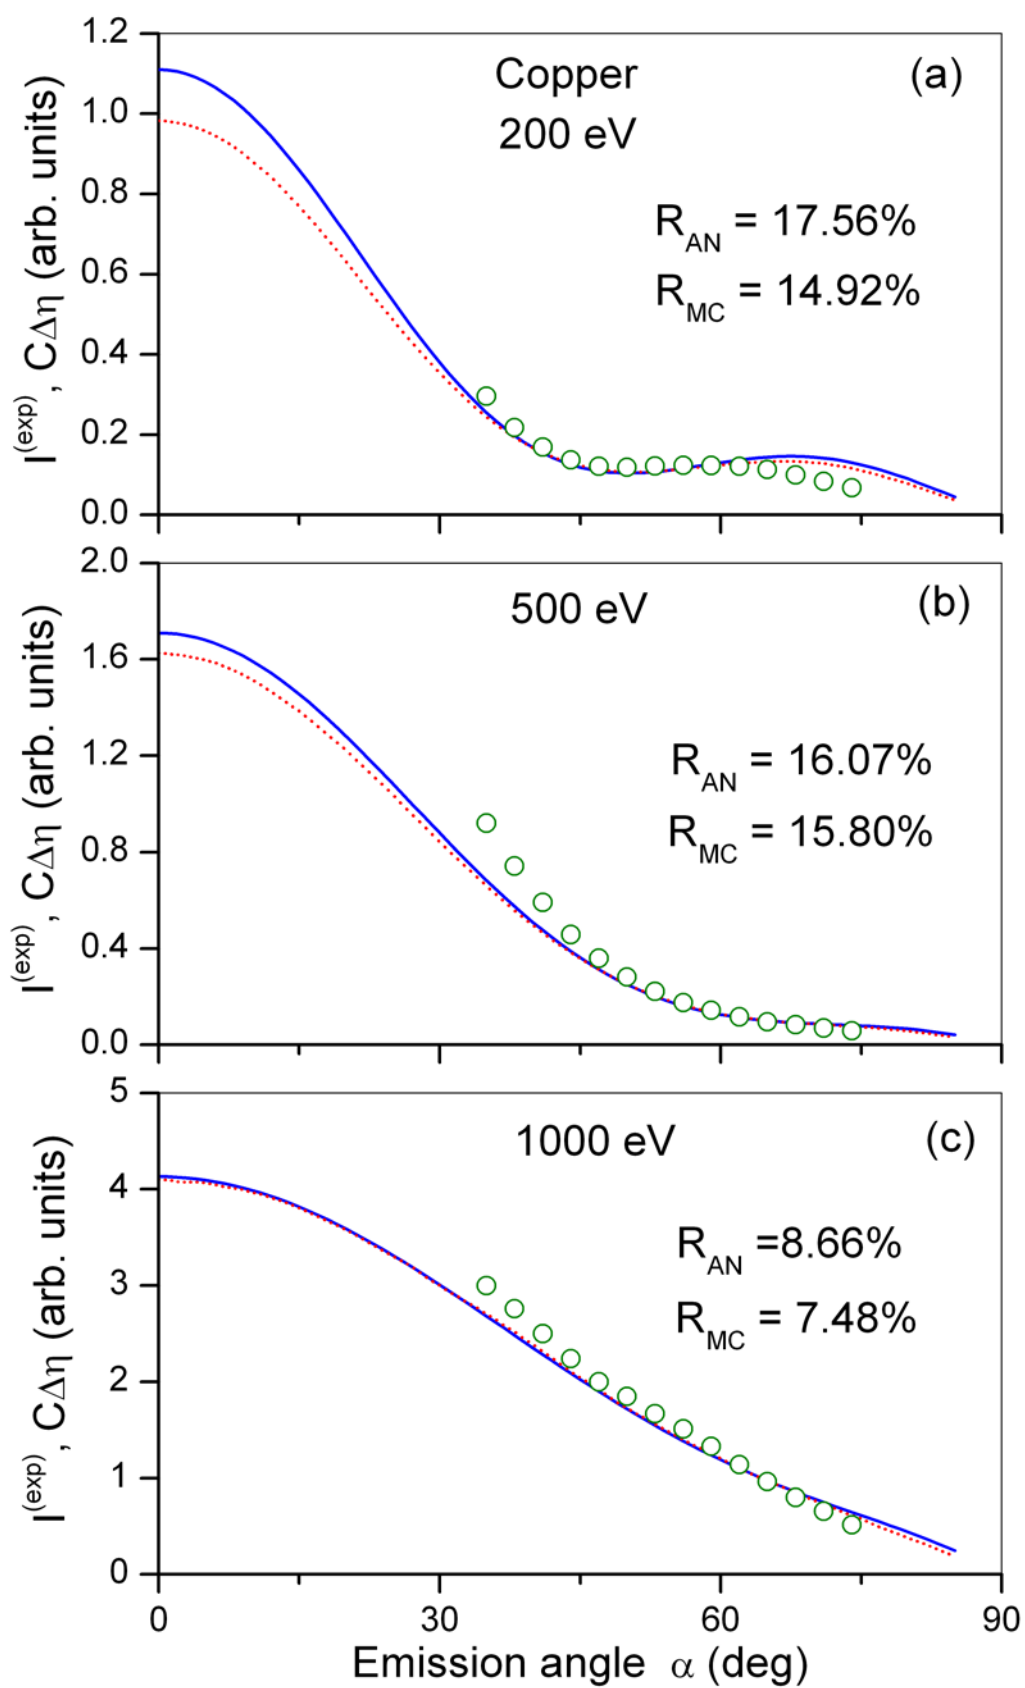 1.2
Copper
(a)
1.0
200 eV
0.8
R_AN = 17.56%
0.6
R_MC = 14.92%
0.4
0.2
0.0
I^(exp) , CΔη (arb. units)
2.0
500 eV
(b)
1.6
1.2
R_AN = 16.07%
0.8
R_MC = 15.80%
0.4
0.0
I^(exp) , CΔη (arb. units)
5
1000 eV
(c)
4
R_AN =8.66%
3
R_MC = 7.48%
2
1
0
I^(exp) , CΔη (arb. units)
0 30 60 90
Emission angle α (deg)